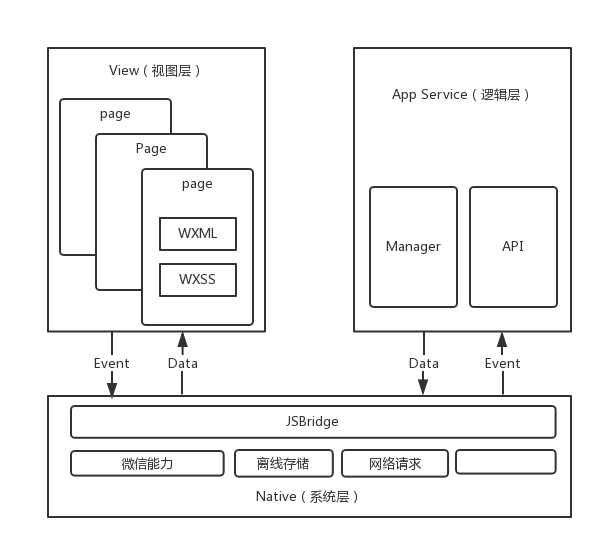 View ( 视图层 )
page
Page
page
WXML
WXSS
App Service ( 逻辑层 )
Manager
API
Event
Data
Data
Event
JSBridge
微信能力
离线存储
网络请求
Native ( 系统层 )